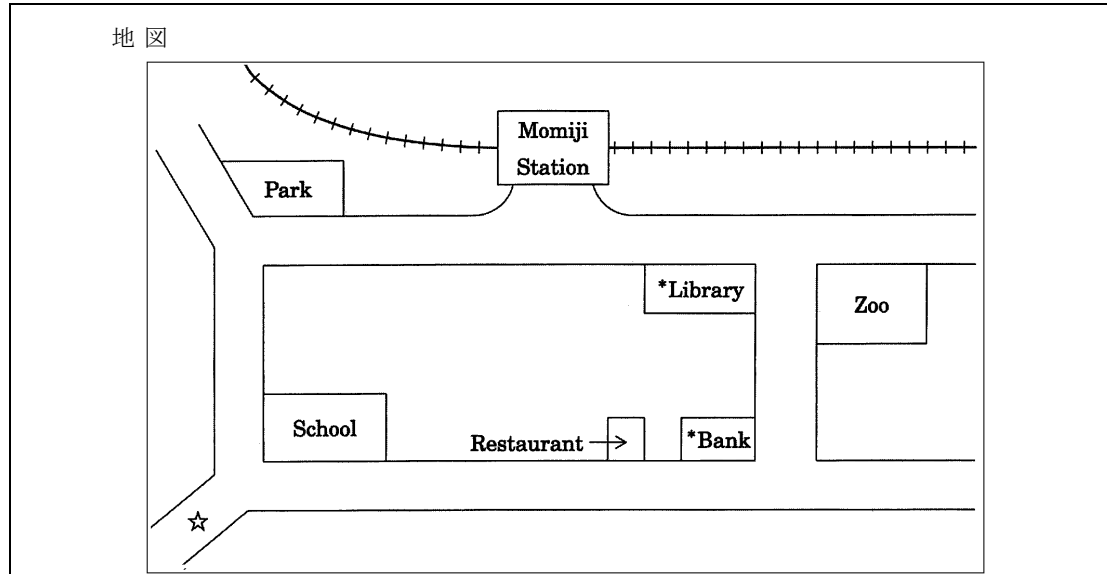 地図
Momiji
Station
Park
*Library
Zoo
School
Restaurant
*Bank